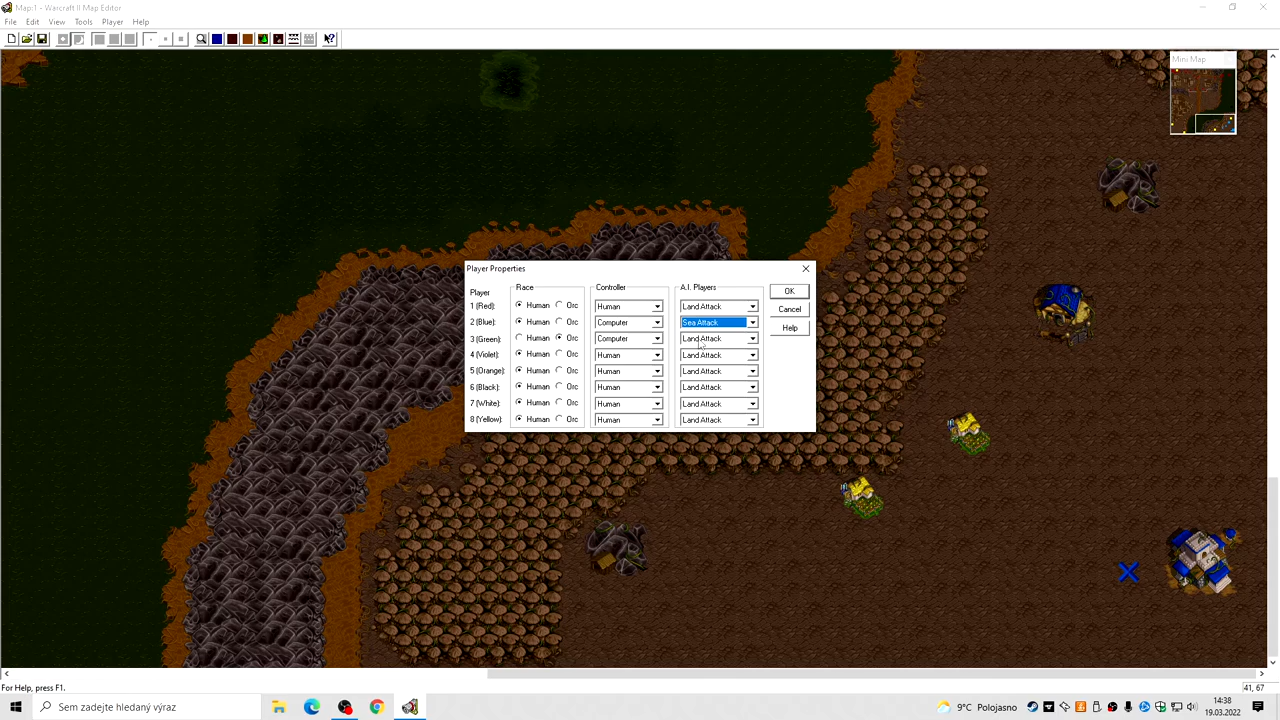 Map:1 - Warcraft II Map Editor
File Edit View Tools Player Help
Mini Map
Player Properties
Player Race Controller A.I. Players
1 (Red): Human Orc Human Land Attack OK
2 (Blue): Human Orc Computer Sea Attack Cancel
3 (Green): Human Orc Computer Land Attack Help
4 (Violet): Human Orc Human Land Attack
5 (Orange): Human Orc Human Land Attack
6 (Black): Human Orc Human Land Attack
7 (White): Human Orc Human Land Attack
8 (Yellow): Human Orc Human Land Attack
For Help, press F1. 41, 67
Sem zadejte hledaný výraz 9°C Polojasno 14:38
19.03.2022